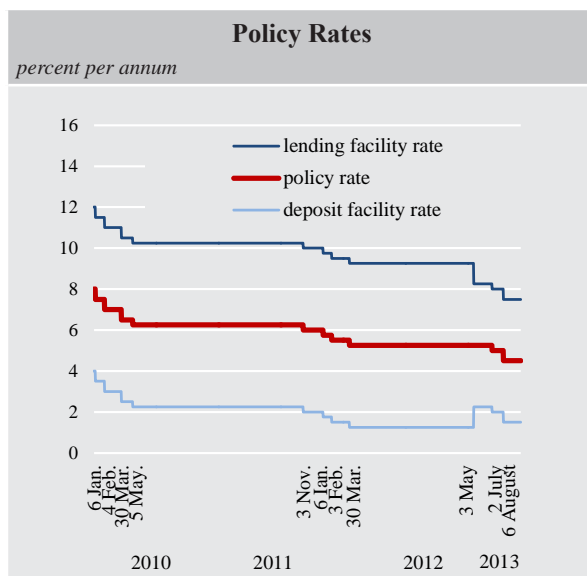 Policy Rates
percent per annum
16
14
12
10
8
6
4
2
0
lending facility rate
policy rate
deposit facility rate
6 Jan.
4 Feb.
30 Mar.
5 May.
3 Nov.
6 Jan.
3 Feb.
30 Mar.
3 May
2 July
6 August
2010
2011
2012
2013